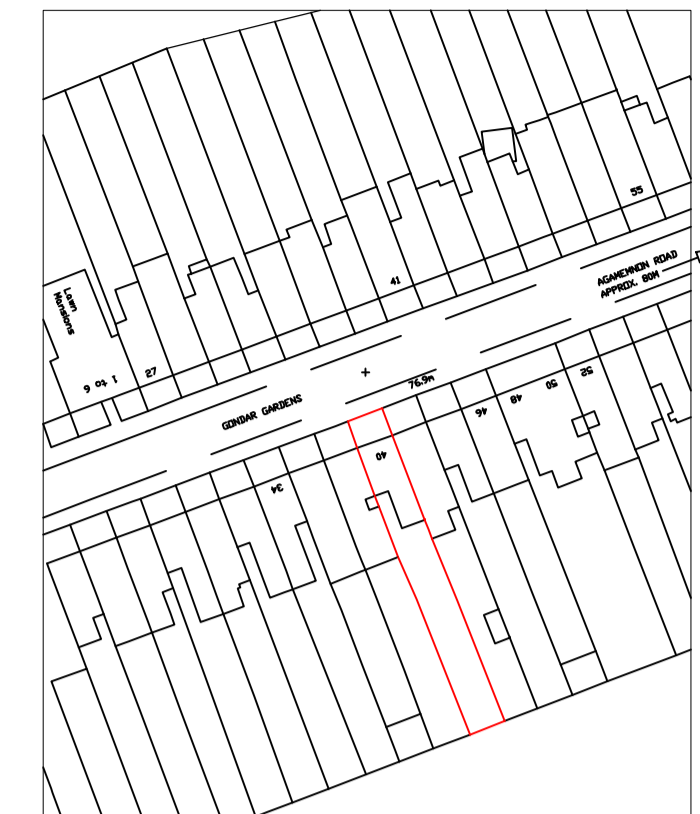 55
AGAMEMNON ROAD
APPROX. 80M
41
Lawn
Mansions
1 to 6
27
76.9m
GONDAR GARDENS
52
50
48
46
40
34